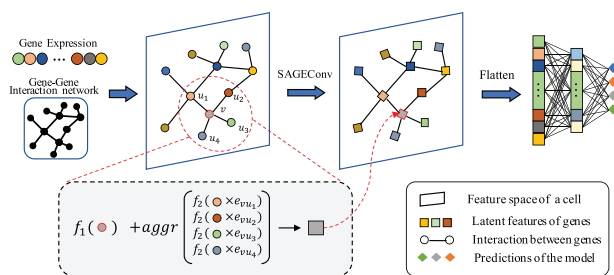 Gene Expression
...
Gene-Gene
Interaction network
u₁
u₂
v
u₃
u₄
SAGEConv
Flatten
f₁( ) +aggr
f₂( ×eᵥᵤ₁)
f₂( ×eᵥᵤ₂)
f₂( ×eᵥᵤ₃)
f₂( ×eᵥᵤ₄)
Feature space of a cell
Latent features of genes
Interaction between genes
Predictions of the model